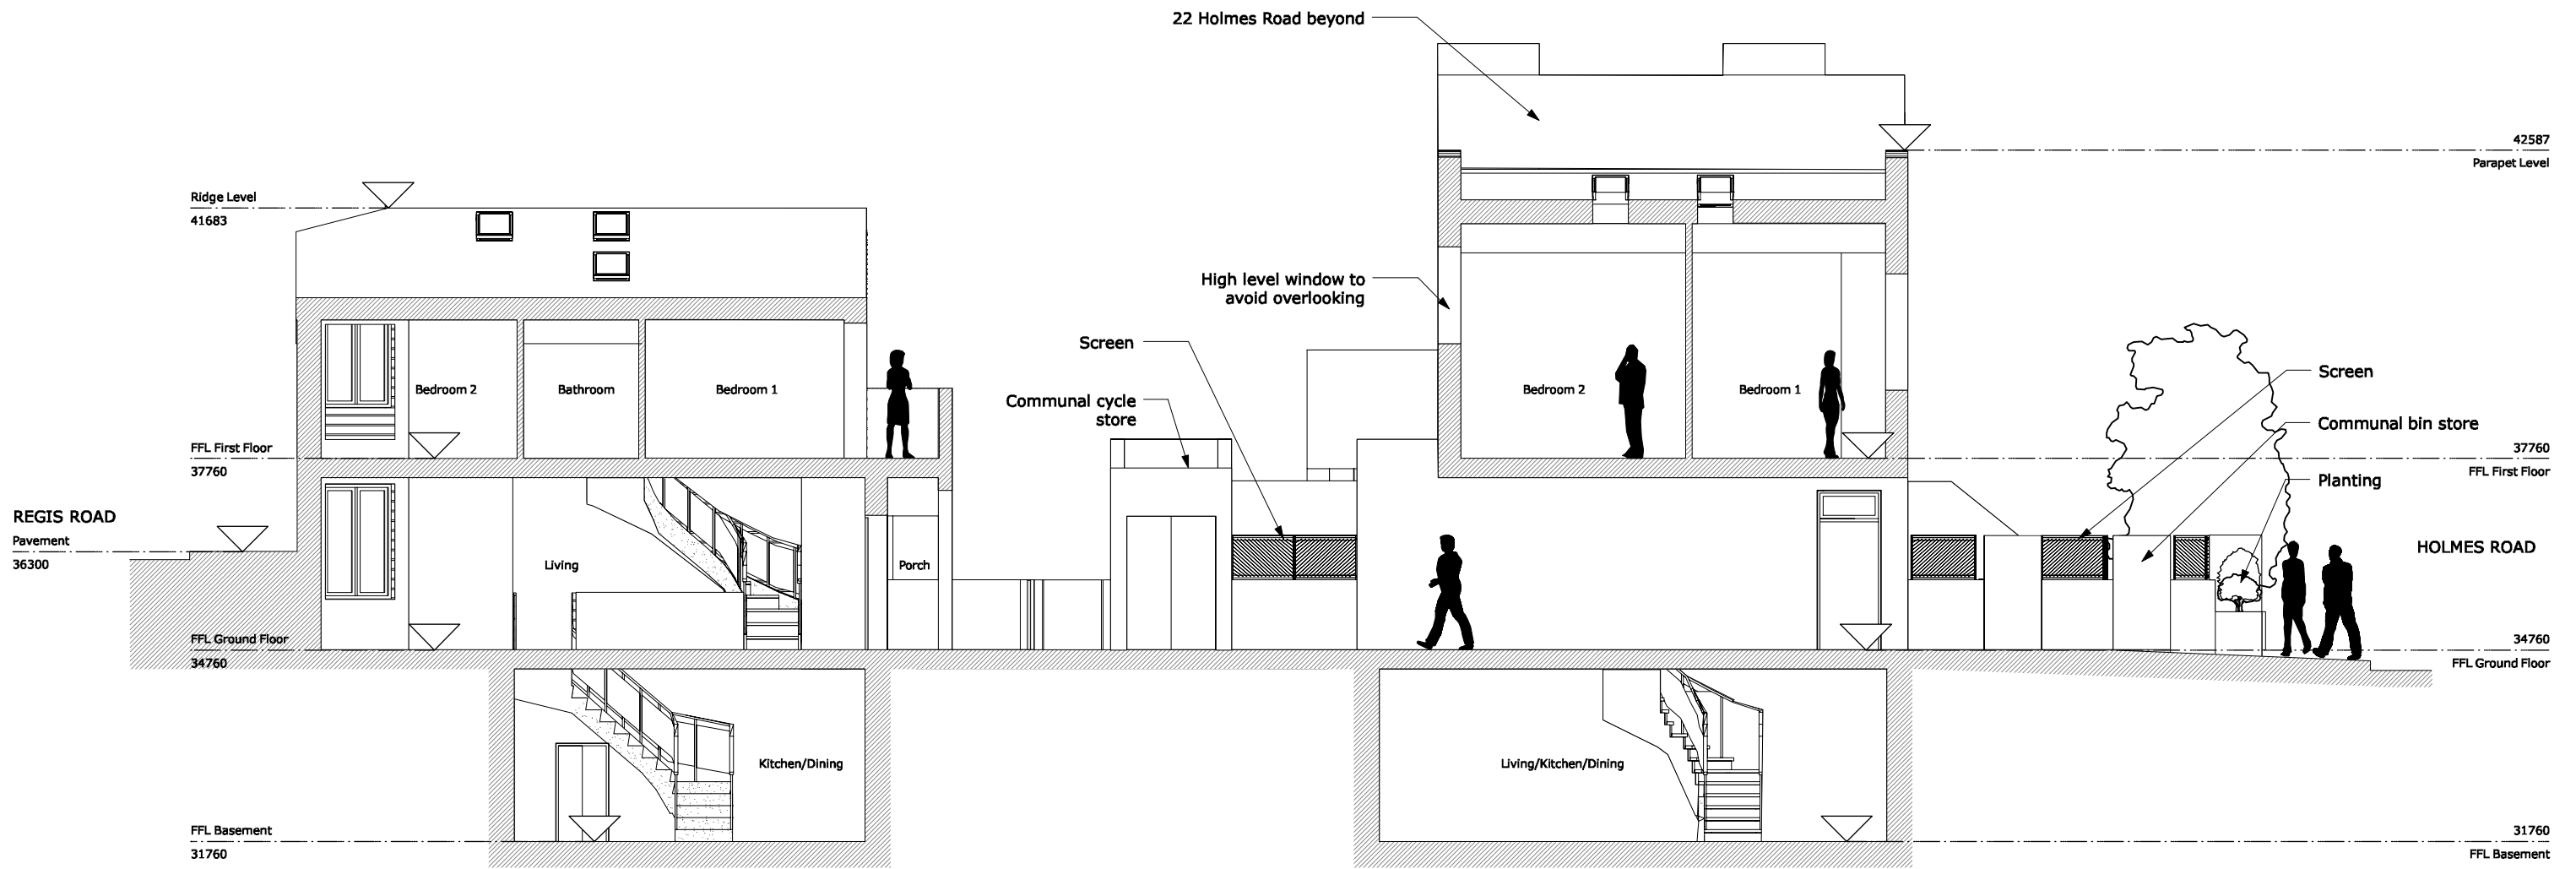 22 Holmes Road beyond
42587
Parapet Level
Ridge Level
41683
High level window to
avoid overlooking
Screen
Communal cycle
store
Bedroom 2
Bathroom
Bedroom 1
Bedroom 2
Bedroom 1
Screen
Communal bin store
Planting
FFL First Floor
37760
37760
FFL First Floor
REGIS ROAD
Pavement
36300
Living
Porch
HOLMES ROAD
FFL Ground Floor
34760
34760
FFL Ground Floor
Kitchen/Dining
Living/Kitchen/Dining
FFL Basement
31760
31760
FFL Basement